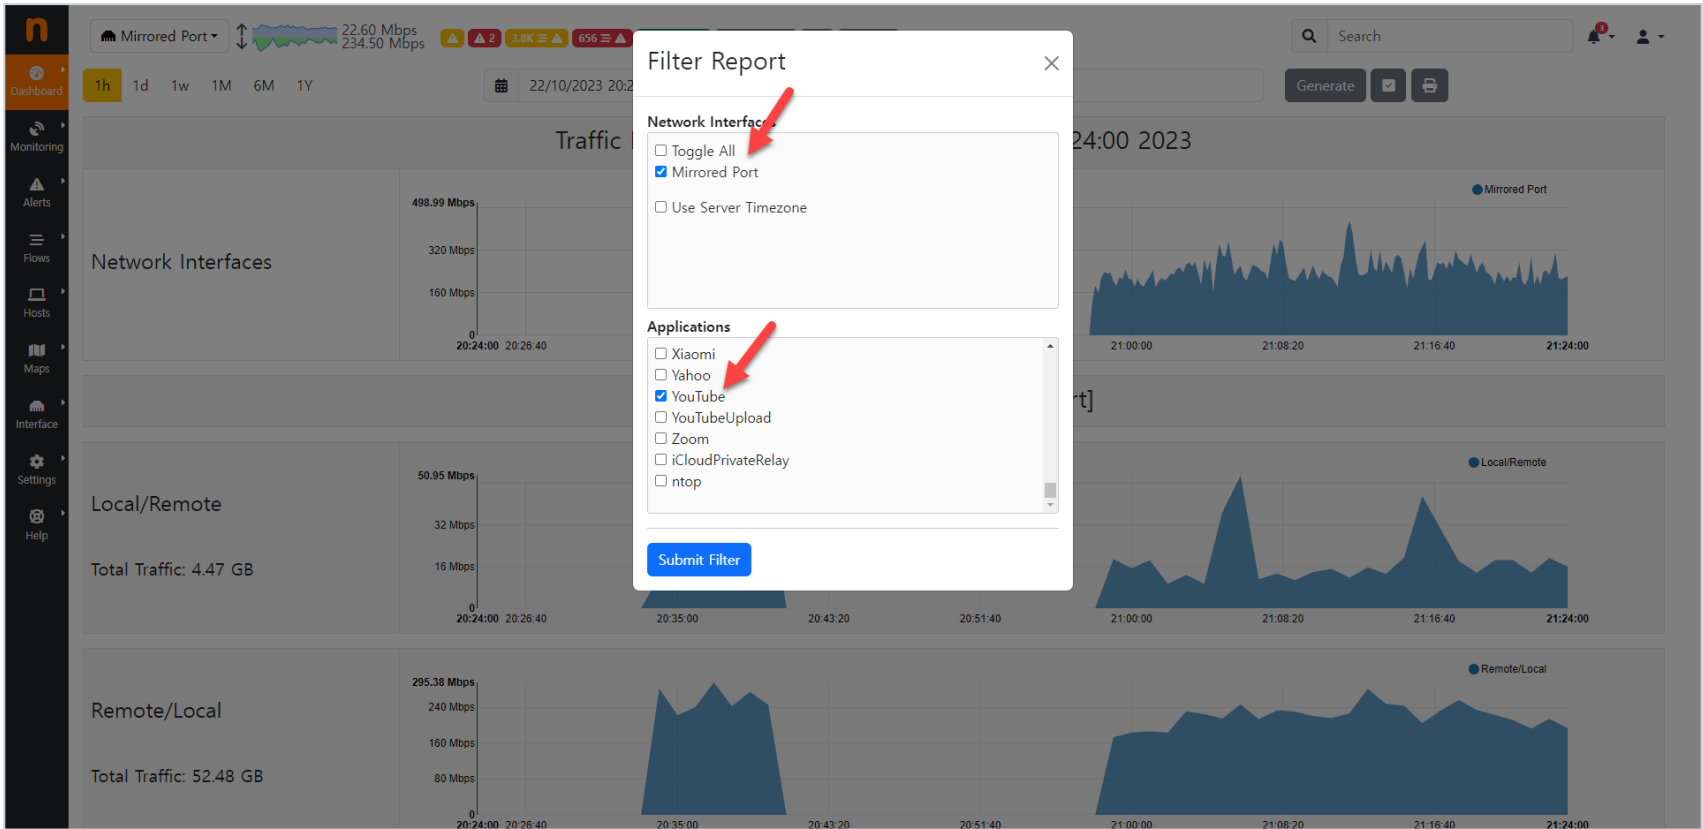 n
Mirrored Port
22.60 Mbps
234.50 Mbps
2
3.8K
656
Search
3
Dashboard
Monitoring
Alerts
Flows
Hosts
Maps
Interface
Settings
Help
1h 1d 1w 1M 6M 1Y
22/10/2023 20:2
Generate
Traffic
24:00 2023
Filter Report
Network Interfaces
Toggle All
Mirrored Port
Use Server Timezone
Applications
Xiaomi
Yahoo
YouTube
YouTubeUpload
Zoom
iCloudPrivateRelay
ntop
Submit Filter
Network Interfaces
Mirrored Port
498.99 Mbps
320 Mbps
160 Mbps
0
20:24:00 20:26:40 21:00:00 21:08:20 21:16:40 21:24:00
rt]
Local/Remote
Total Traffic: 4.47 GB
Local/Remote
50.95 Mbps
32 Mbps
16 Mbps
0
20:24:00 20:26:40 20:35:00 20:43:20 20:51:40 21:00:00 21:08:20 21:16:40 21:24:00
Remote/Local
Total Traffic: 52.48 GB
Remote/Local
295.38 Mbps
240 Mbps
160 Mbps
80 Mbps
0
20:24:00 20:26:40 20:35:00 20:43:20 20:51:40 21:00:00 21:08:20 21:16:40 21:24:00